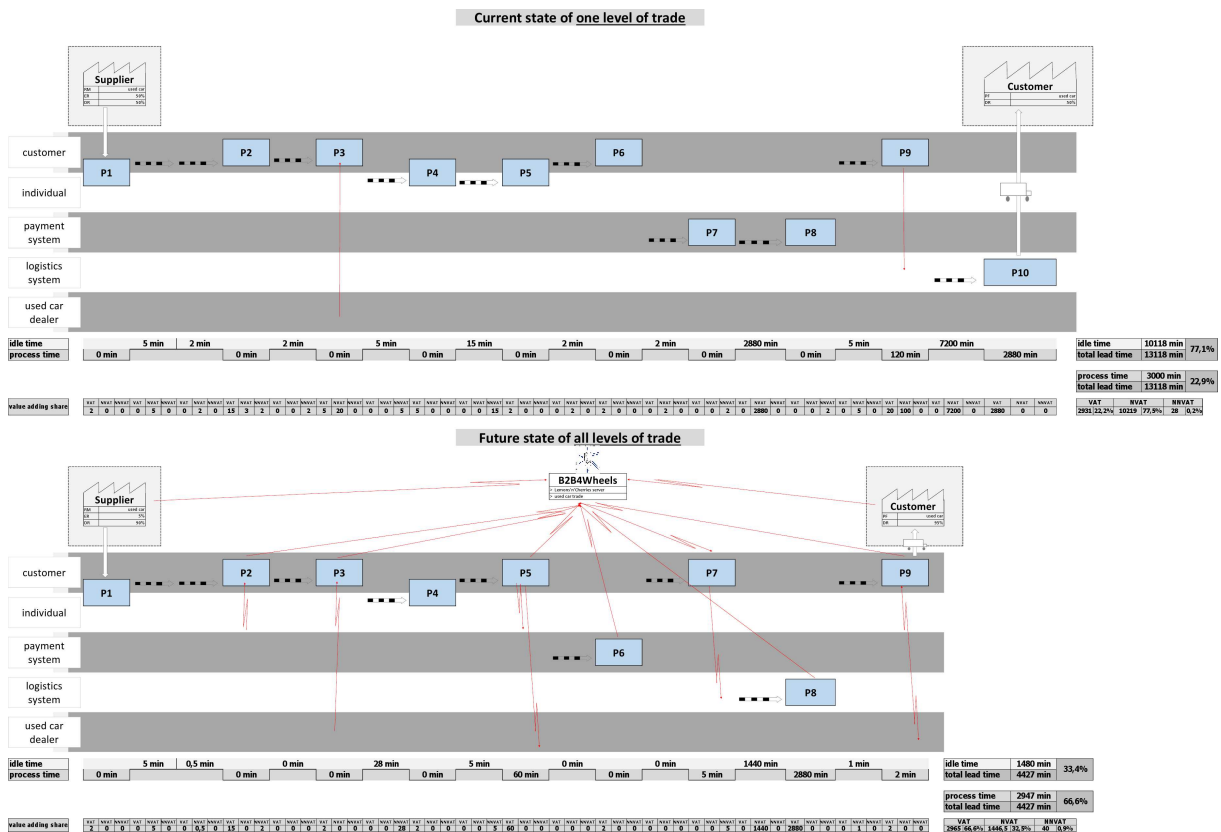 Current state of one level of trade
Supplier
RM used car
ER 50%
DR 50%
Customer
PF used car
DR 50%
customer
individual
payment
system
logistics
system
used car
dealer
P1
P2
P3
P4
P5
P6
P7
P8
P9
P10
idle time 5 min 2 min 2 min 5 min 15 min 2 min 2 min 2880 min 5 min 7200 min
process time 0 min 0 min 0 min 0 min 0 min 0 min 0 min 0 min 120 min 2880 min
idle time 10118 min 77,1%
total lead time 13118 min
process time 3000 min 22,9%
total lead time 13118 min
value adding share
VAT NVAT NNVAT
2931 22,2% 10219 77,5% 28 0,2%
Future state of all levels of trade
B2B4Wheels
used car trade
Supplier
RM used car
ER 5%
DR 90%
Customer
PF used car
DR 95%
customer
individual
payment
system
logistics
system
used car
dealer
P1
P2
P3
P4
P5
P6
P7
P8
P9
idle time 5 min 0,5 min 0 min 28 min 5 min 0 min 0 min 1440 min 1 min
process time 0 min 0 min 0 min 0 min 60 min 0 min 5 min 2880 min 2 min
idle time 1480 min 33,4%
total lead time 4427 min
process time 2947 min 66,6%
total lead time 4427 min
value adding share
VAT NVAT NNVAT
2965 66,6% 1446,5 32,5% 40 0,9%